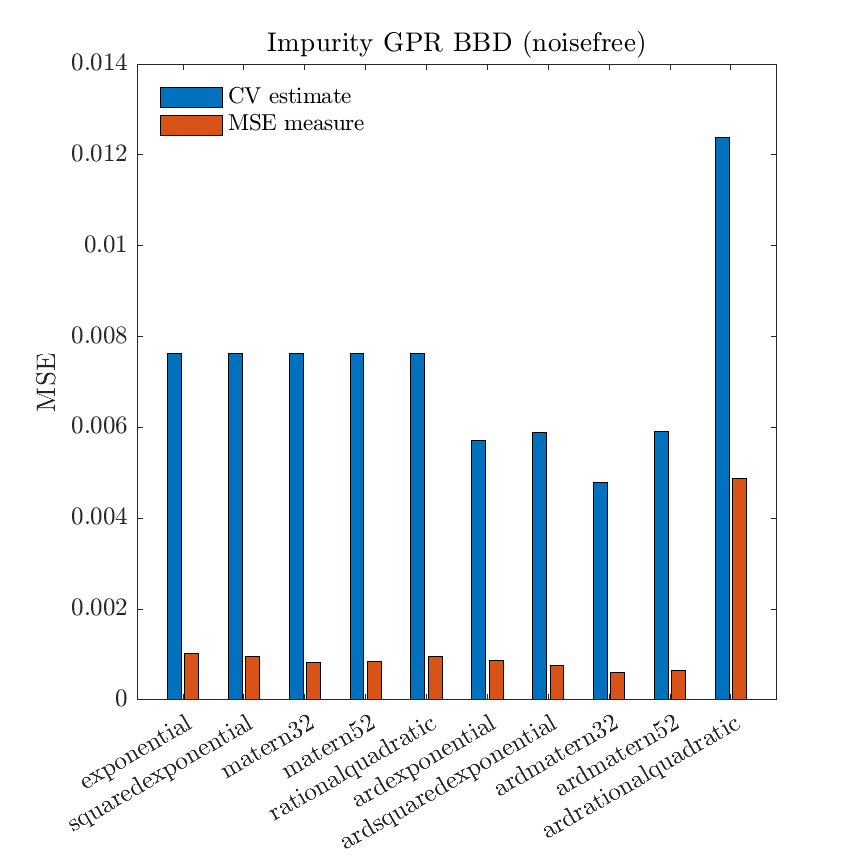 Impurity GPR BBD (noisefree)
CV estimate
MSE measure
MSE
0.014
0.012
0.01
0.008
0.006
0.004
0.002
0
exponential
squaredexponential
matern32
matern52
rationalquadratic
ardexponential
ardsquaredexponential
ardmatern32
ardmatern52
ardrationalquadratic